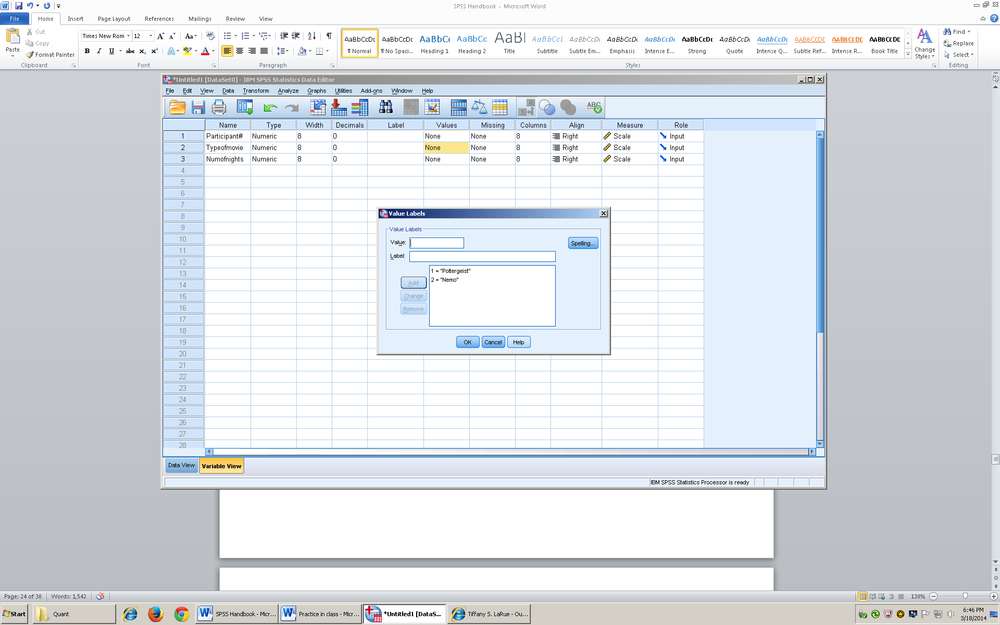 SPSS Handbook - Microsoft Word
File Home Insert Page Layout References Mailings Review View
Paste Cut Copy Format Painter
Times New Rom 12
AaBbCcDc AaBbCcDc AaBbCc AaBbCc AaBl AaBbCcL AaBbCcDc AaBbCcDc AaBbCcDc AaBbCcDc AaBbCcDc AaBbCcDc AaBbCcDc AaBbCcDc AaBbCcDc
¶ Normal ¶ No Spaci... Heading 1 Heading 2 Title Subtitle Subtle Em... Emphasis Intense E... Strong Quote Intense Q... Subtle Ref... Intense R... Book Title
Change Styles
Find
Replace
Select
Clipboard Font Paragraph Styles Editing
*Untitled1 [DataSet0] - IBM SPSS Statistics Data Editor
File Edit View Data Transform Analyze Graphs Utilities Add-ons Window Help
Name Type Width Decimals Label Values Missing Columns Align Measure Role
1 Participant# Numeric 8 0 None None 8 Right Scale Input
2 Typeofmovie Numeric 8 0 None None 8 Right Scale Input
3 Numofnights Numeric 8 0 None None 8 Right Scale Input
4
5
6
7
8
9
10
11
12
13
14
15
16
17
18
19
20
21
22
23
24
25
26
27
28
Value Labels
Value Labels
Value:
Spelling...
Label:
1 = "Poltergeist"
2 = "Nemo"
Add
Change
Remove
OK Cancel Help
Data View Variable View
IBM SPSS Statistics Processor is ready
Page: 24 of 30 Words: 1,542 130%
Start Quant SPSS Handbook - Micr... Practice in class - Micr... *Untitled1 [DataS... Tiffany S. LaRue - Ou...
6:46 PM
3/18/2014